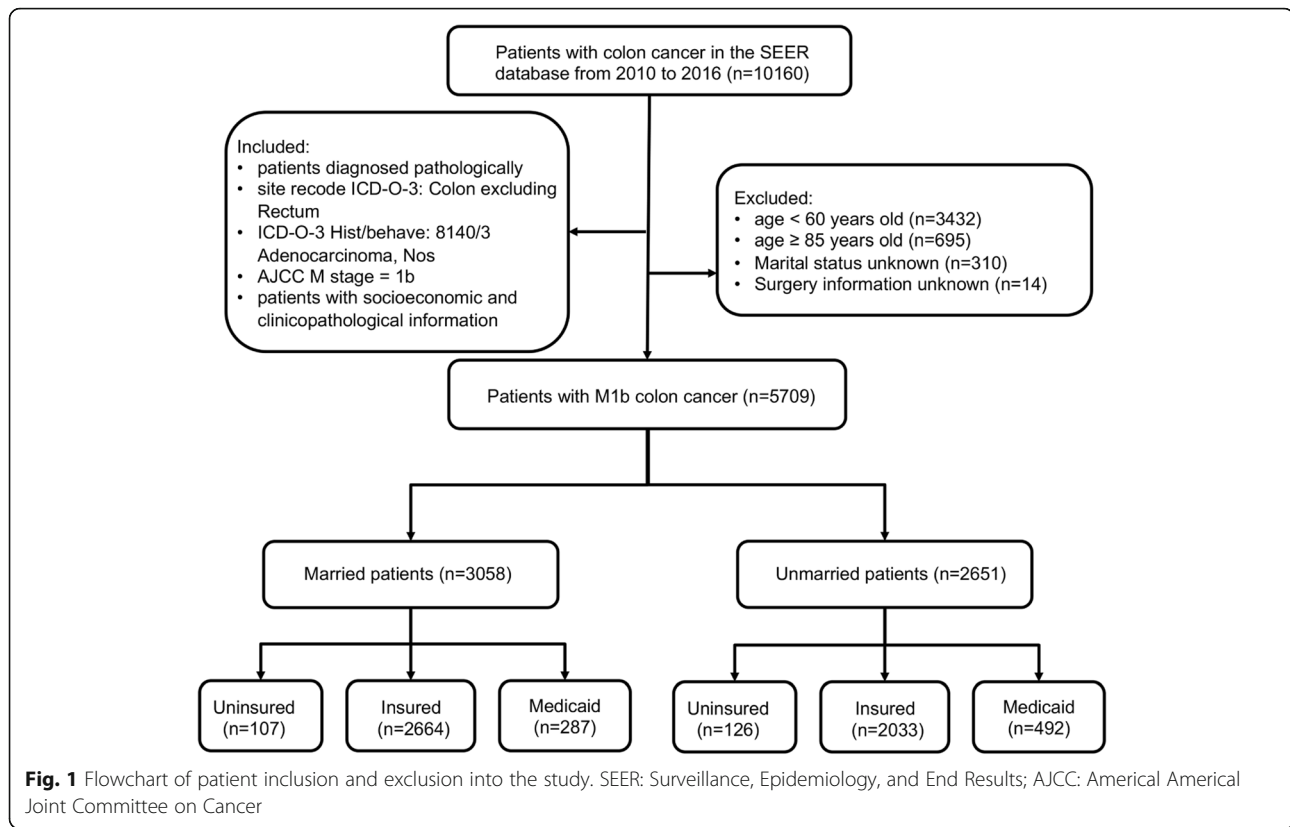 Patients with colon cancer in the SEER
database from 2010 to 2016 (n=10160)
Included:
• patients diagnosed pathologically
• site recode ICD-O-3: Colon excluding
Rectum
• ICD-O-3 Hist/behave: 8140/3
Adenocarcinoma, Nos
• AJCC M stage = 1b
• patients with socioeconomic and
clinicopathological information
Excluded:
• age < 60 years old (n=3432)
• age ≥ 85 years old (n=695)
• Marital status unknown (n=310)
• Surgery information unknown (n=14)
Patients with M1b colon cancer (n=5709)
Married patients (n=3058)
Unmarried patients (n=2651)
Uninsured
(n=107)
Insured
(n=2664)
Medicaid
(n=287)
Uninsured
(n=126)
Insured
(n=2033)
Medicaid
(n=492)
Fig. 1 Flowchart of patient inclusion and exclusion into the study. SEER: Surveillance, Epidemiology, and End Results; AJCC: Americal Americal
Joint Committee on Cancer